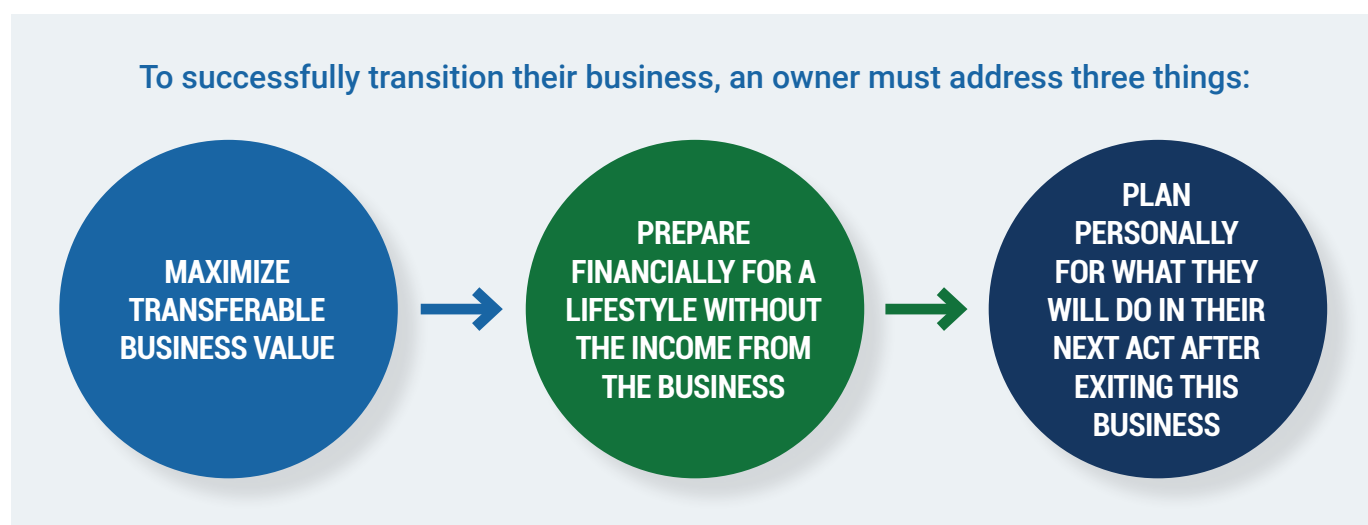 To successfully transition their business, an owner must address three things:
MAXIMIZE
TRANSFERABLE
BUSINESS VALUE
PREPARE
FINANCIALLY FOR A
LIFESTYLE WITHOUT
THE INCOME FROM
THE BUSINESS
PLAN
PERSONALLY
FOR WHAT THEY
WILL DO IN THEIR
NEXT ACT AFTER
EXITING THIS
BUSINESS